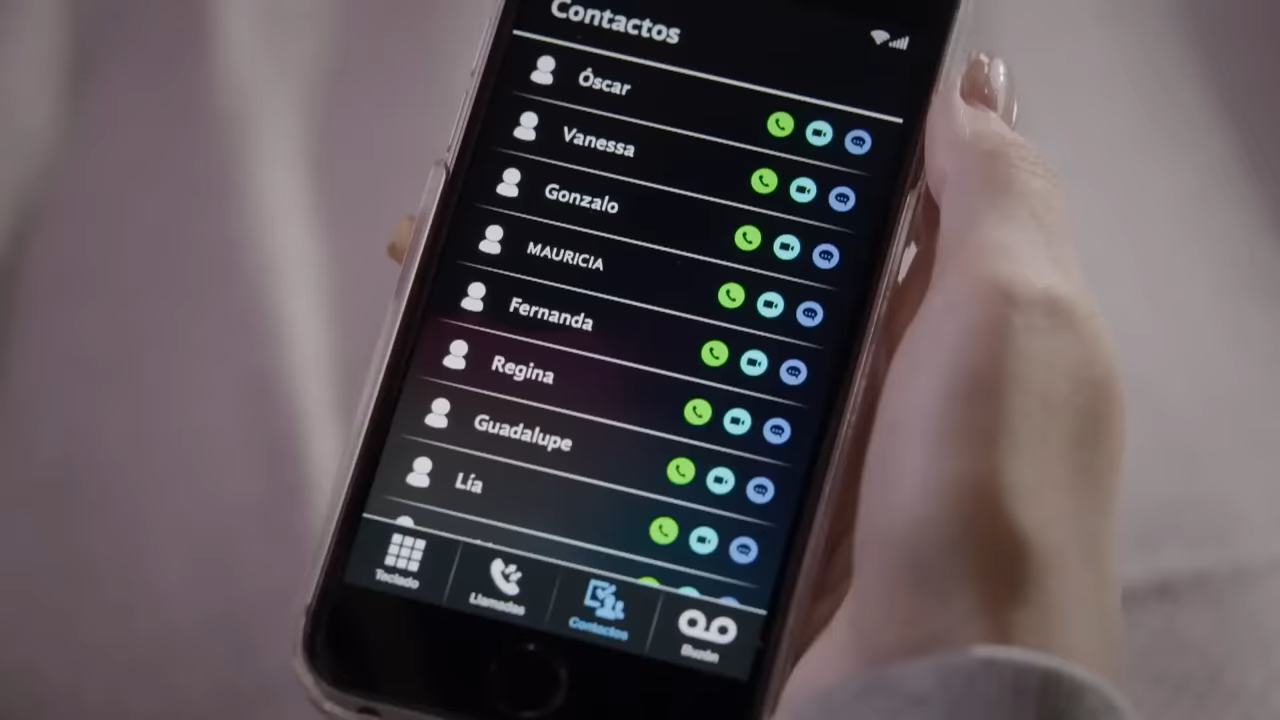 Contactos
Óscar
Vanessa
Gonzalo
MAURICIA
Fernanda
Regina
Guadalupe
Lía
Teclado
Llamadas
Contactos
Buzón